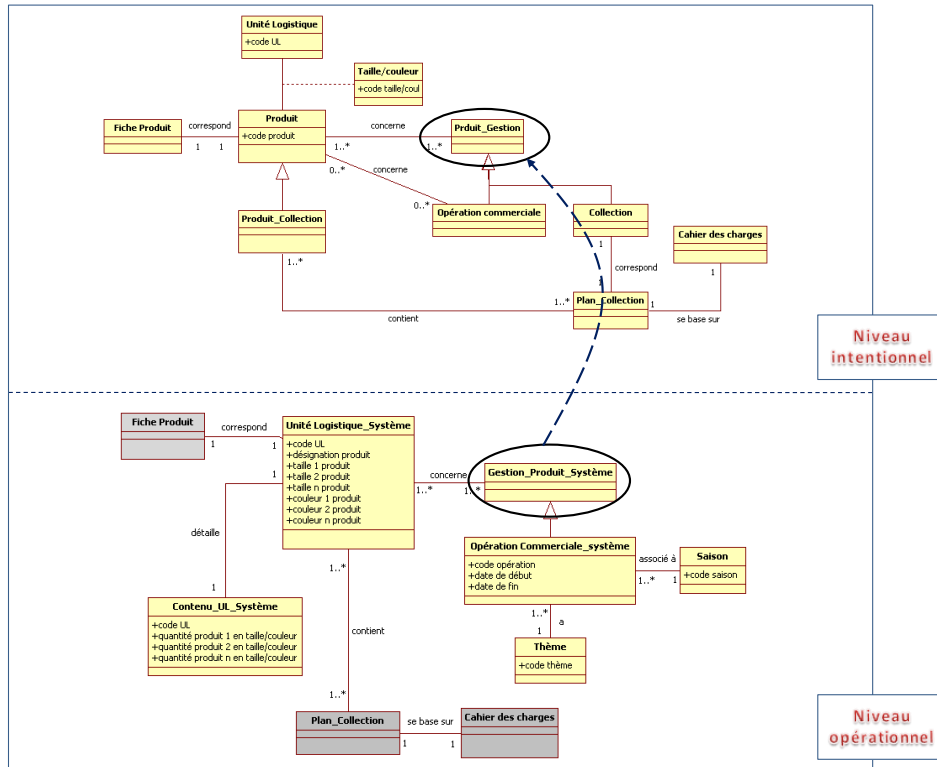 Unité Logistique
+code UL
Taille/couleur
+code taille/coul
Produit
+code produit
Fiche Produit
correspond
1
1
concerne
1..*
1..*
Prduit_Gestion
concerne
0..*
0..*
Produit_Collection
Opération commerciale
Collection
Cahier des charges
1
correspond
1
1..*
1..*
Plan_Collection
1
1
contient
se base sur
Niveau
intentionnel
Fiche Produit
correspond
1
1
Unité Logistique_Système
+code UL
+désignation produit
+taille 1 produit
+taille 2 produit
+taille n produit
+couleur 1 produit
+couleur 2 produit
+couleur n produit
concerne
1..*
1..*
Gestion_Produit_Système
1
détaille
1
Opération Commerciale_système
+code opération
+date de début
+date de fin
associé à
1..*
1
Saison
+code saison
1..*
a
1
Contenu_UL_Système
+code UL
+quantité produit 1 en taille/couleur
+quantité produit 2 en taille/couleur
+quantité produit n en taille/couleur
1..*
contient
1..*
Thème
+code thème
Plan_Collection
se base sur
1
1
Cahier des charges
Niveau
opérationnel